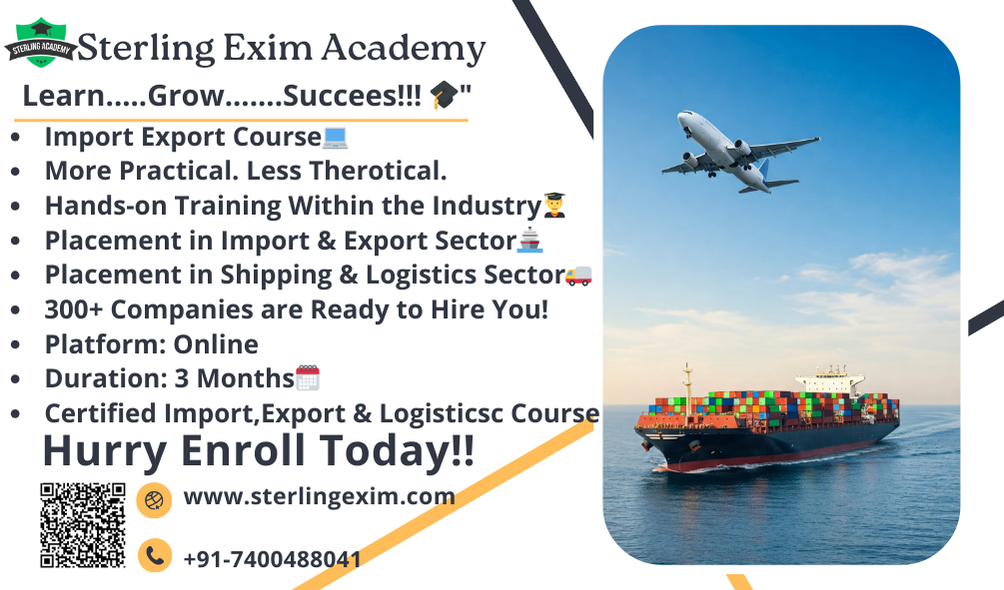 STERLING ACADEMY
Sterling Exim Academy
Learn.....Grow.......Succees!!! 🎓"
• Import Export Course💻
• More Practical. Less Therotical.
• Hands-on Training Within the Industry👨‍🎓
• Placement in Import & Export Sector🚢
• Placement in Shipping & Logistics Sector🚚
• 300+ Companies are Ready to Hire You!
• Platform: Online
• Duration: 3 Months📅
• Certified Import,Export & Logisticsc Course
Hurry Enroll Today!!
www.sterlingexim.com
+91-7400488041